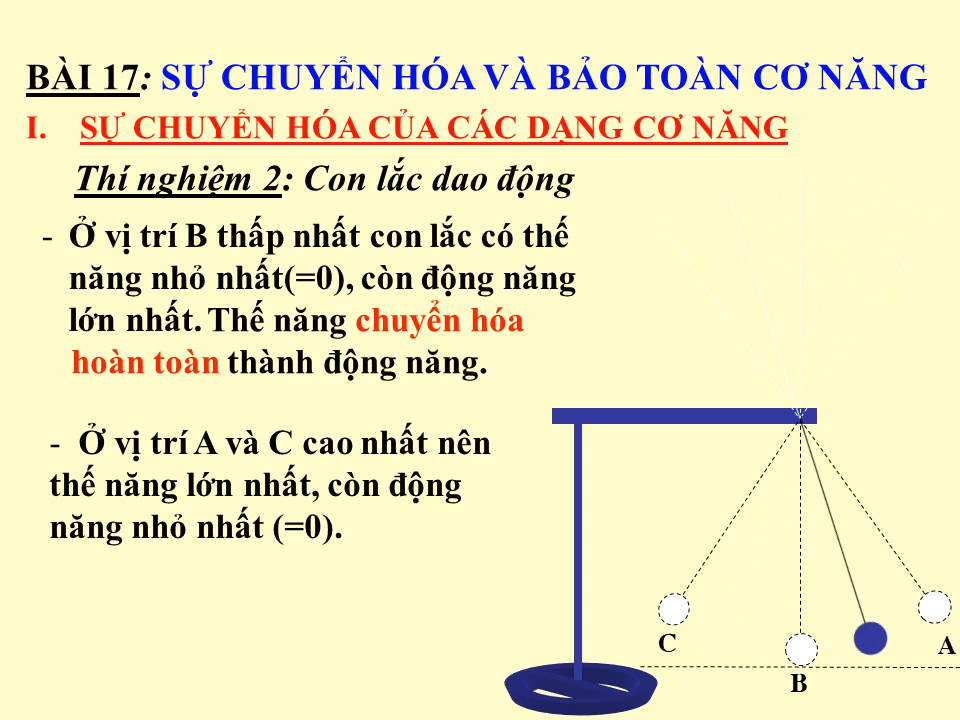 BÀI 17: SỰ CHUYỂN HÓA VÀ BẢO TOÀN CƠ NĂNG
I. SỰ CHUYỂN HÓA CỦA CÁC DẠNG CƠ NĂNG
Thí nghiệm 2: Con lắc dao động
- Ở vị trí B thấp nhất con lắc có thế
năng nhỏ nhất(=0), còn động năng
lớn nhất. Thế năng chuyển hóa
hoàn toàn thành động năng.
- Ở vị trí A và C cao nhất nên
thế năng lớn nhất, còn động
năng nhỏ nhất (=0).
C
A
B